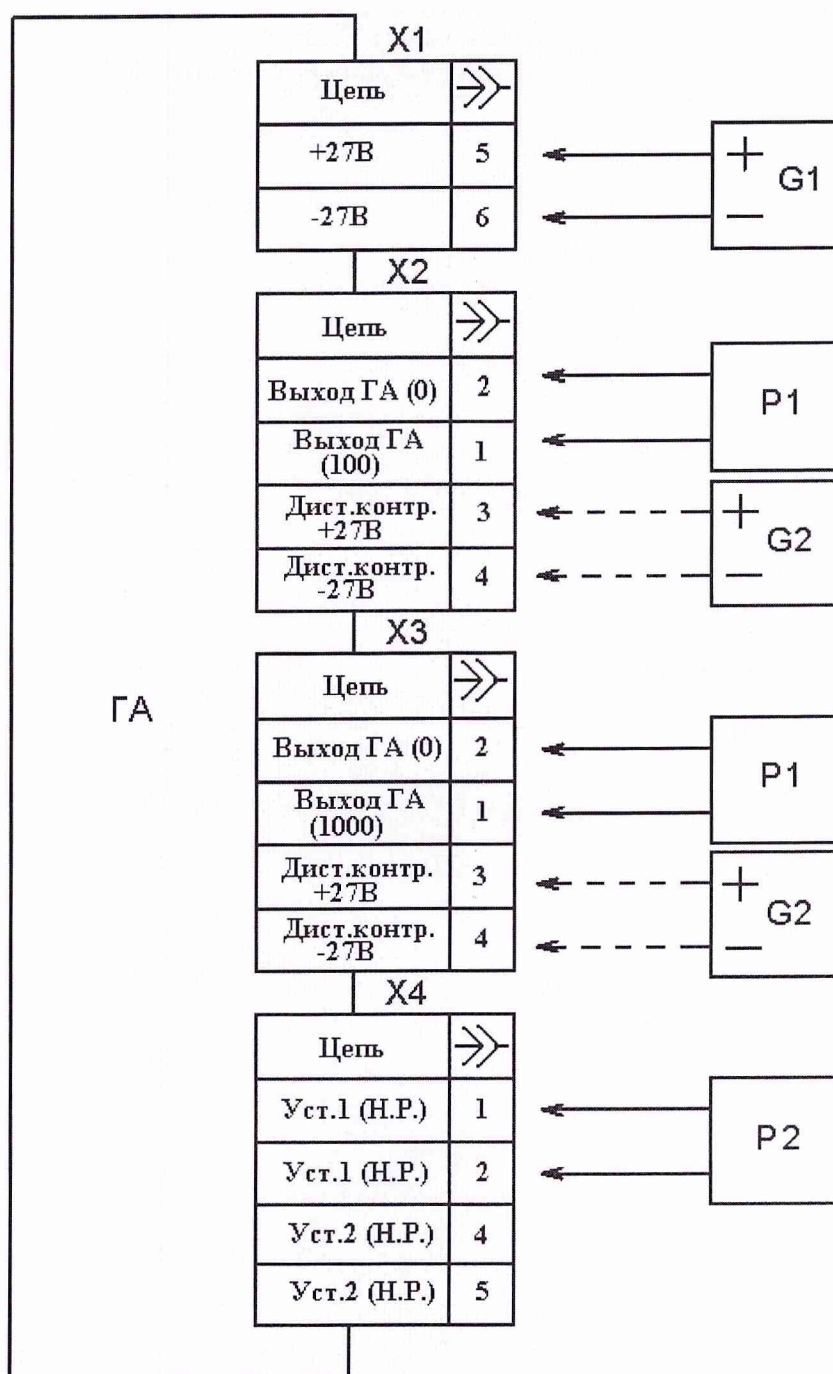 X1
Цепь
+27В 5
-27В 6
+
G1
−
X2
Цепь
Выход ГА (0) 2
Выход ГА
(100)
1
Дист.контр.
+27В
3
Дист.контр.
-27В
4
P1
+
G2
−
X3
Цепь
Выход ГА (0) 2
Выход ГА
(1000)
1
Дист.контр.
+27В
3
Дист.контр.
-27В
4
P1
+
G2
−
ГА
X4
Цепь
Уст.1 (Н.Р.) 1
Уст.1 (Н.Р.) 2
Уст.2 (Н.Р.) 4
Уст.2 (Н.Р.) 5
P2